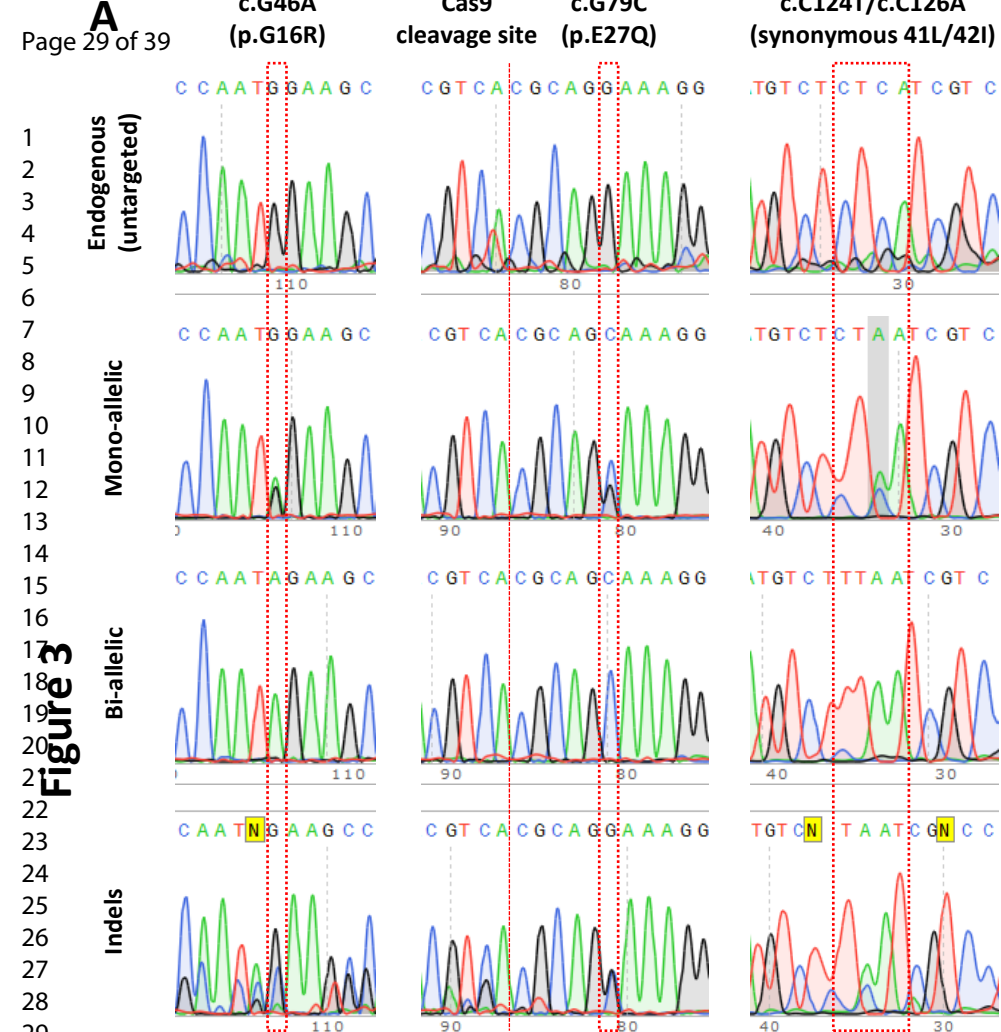 A
c.G46A
(p.G16R)
Cas9
cleavage site
c.G79C
(p.E27Q)
c.C124T/c.C126A
(synonymous 41L/42I)
Page 29 of 39
1
2
3
4
5
6
7
8
9
10
11
12
13
14
15
16
17
18
19
20
21
22
23
24
25
26
27
28
Figure 3
Endogenous
(untargeted)
C C A A T G G A A G C
C G T C A C G C A G G A A A G G
T G T C T C T C A T C G T C
110
80
30
Mono-allelic
C C A A T G G A A G C
C G T C A C G C A G C A A A G G
T G T C T C T A A T C G T C
110
90
80
40
30
Bi-allelic
C C A A T A G A A G C
C G T C A C G C A G C A A A G G
T G T C T T T A A T C G T C
110
90
80
40
30
Indels
C A A T N G A A G C C
C G T C A C G C A G G A A A G G
T G T C N T A A T C G N C C
110
90
80
40
30